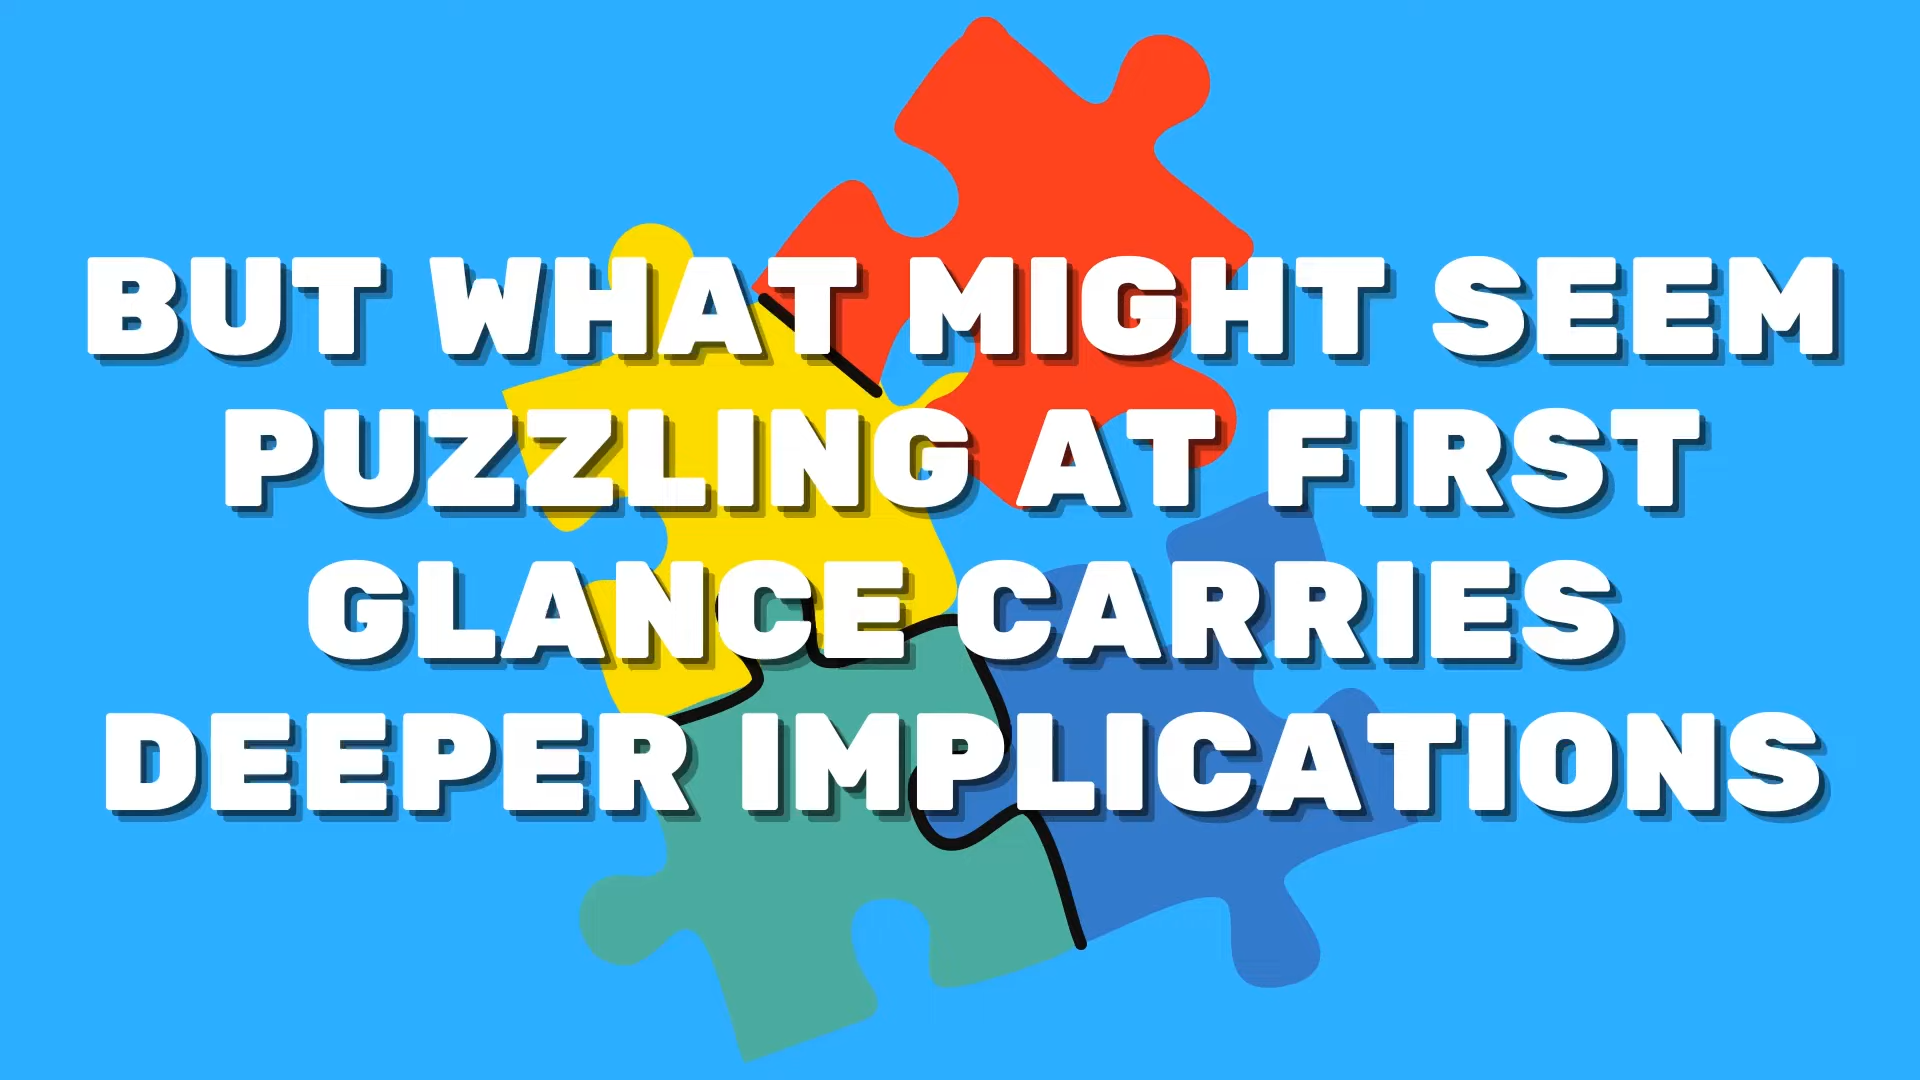 BUT WHAT MIGHT SEEM
PUZZLING AT FIRST
GLANCE CARRIES
DEEPER IMPLICATIONS